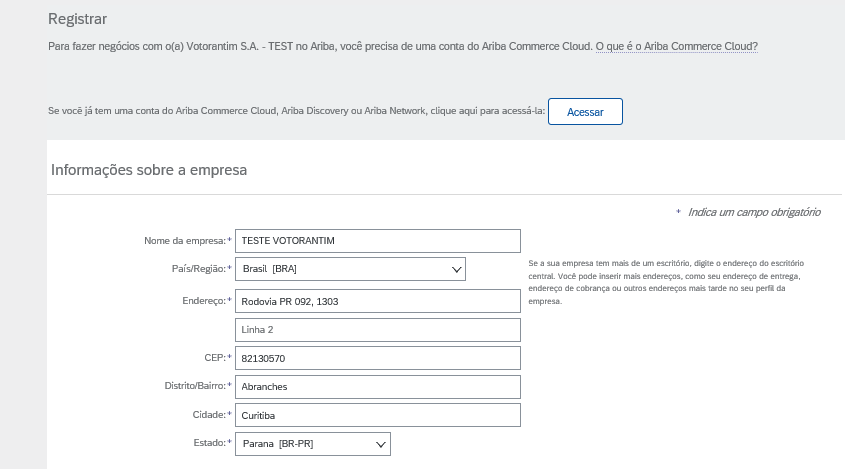 Registrar
Para fazer negócios com o(a) Votorantim S.A. - TEST no Ariba, você precisa de uma conta do Ariba Commerce Cloud. O que é o Ariba Commerce Cloud?
Se você já tem uma conta do Ariba Commerce Cloud, Ariba Discovery ou Ariba Network, clique aqui para acessá-la: Acessar
Informações sobre a empresa
* Indica um campo obrigatório
Nome da empresa:* TESTE VOTORANTIM
País/Região:* Brasil [BRA]
Se a sua empresa tem mais de um escritório, digite o endereço do escritório
central. Você pode inserir mais endereços, como seu endereço de entrega,
endereço de cobrança ou outros endereços mais tarde no seu perfil da
empresa.
Endereço:* Rodovia PR 092, 1303
Linha 2
CEP:* 82130570
Distrito/Bairro:* Abranches
Cidade:* Curitiba
Estado:* Parana [BR-PR]